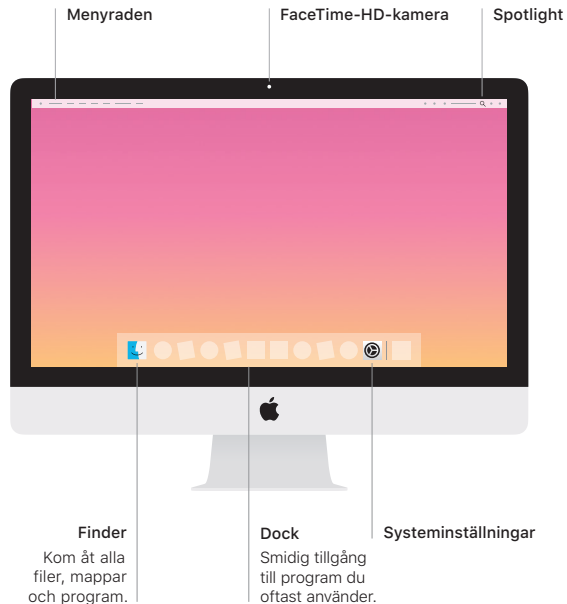 Menyraden
FaceTime-HD-kamera
Spotlight
Finder
Kom åt alla
filer, mappar
och program.
Dock
Smidig tillgång
till program du
oftast använder.
Systeminställningar